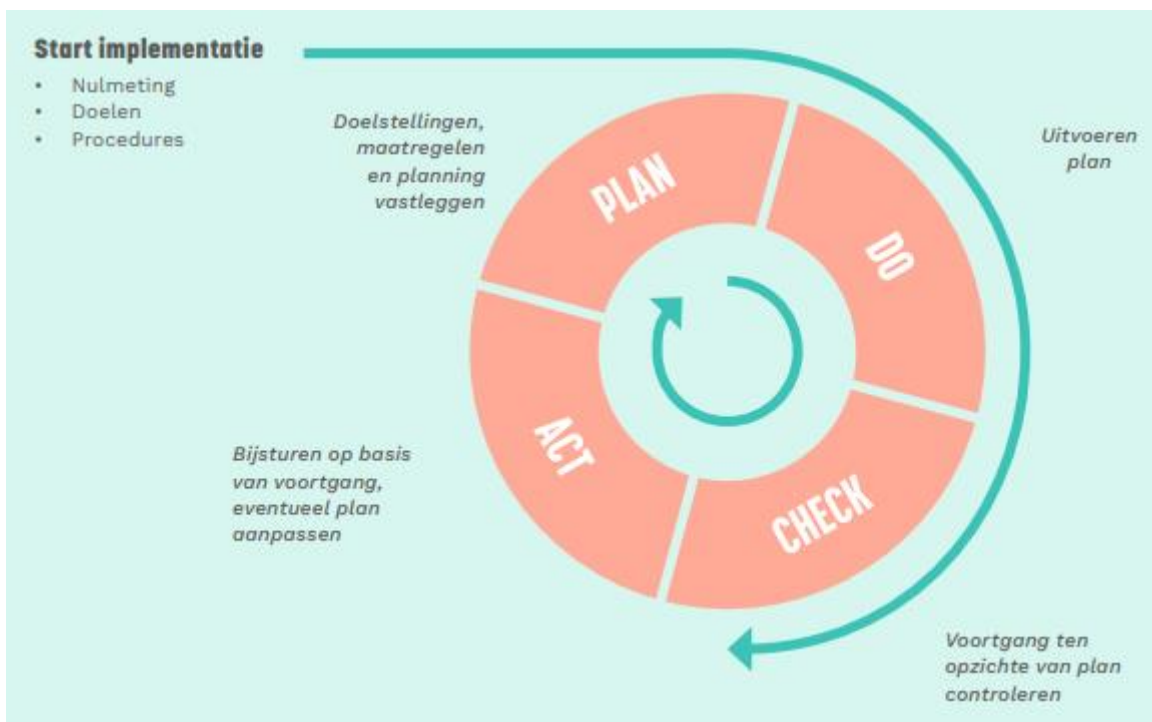 Start implementatie
• Nulmeting
• Doelen
• Procedures
Doelstellingen,
maatregelen
en planning
vastleggen
PLAN
Uitvoeren
plan
DO
ACT
Bijsturen op basis
van voortgang,
eventueel plan
aanpassen
CHECK
Voortgang ten
opzichte van plan
controleren